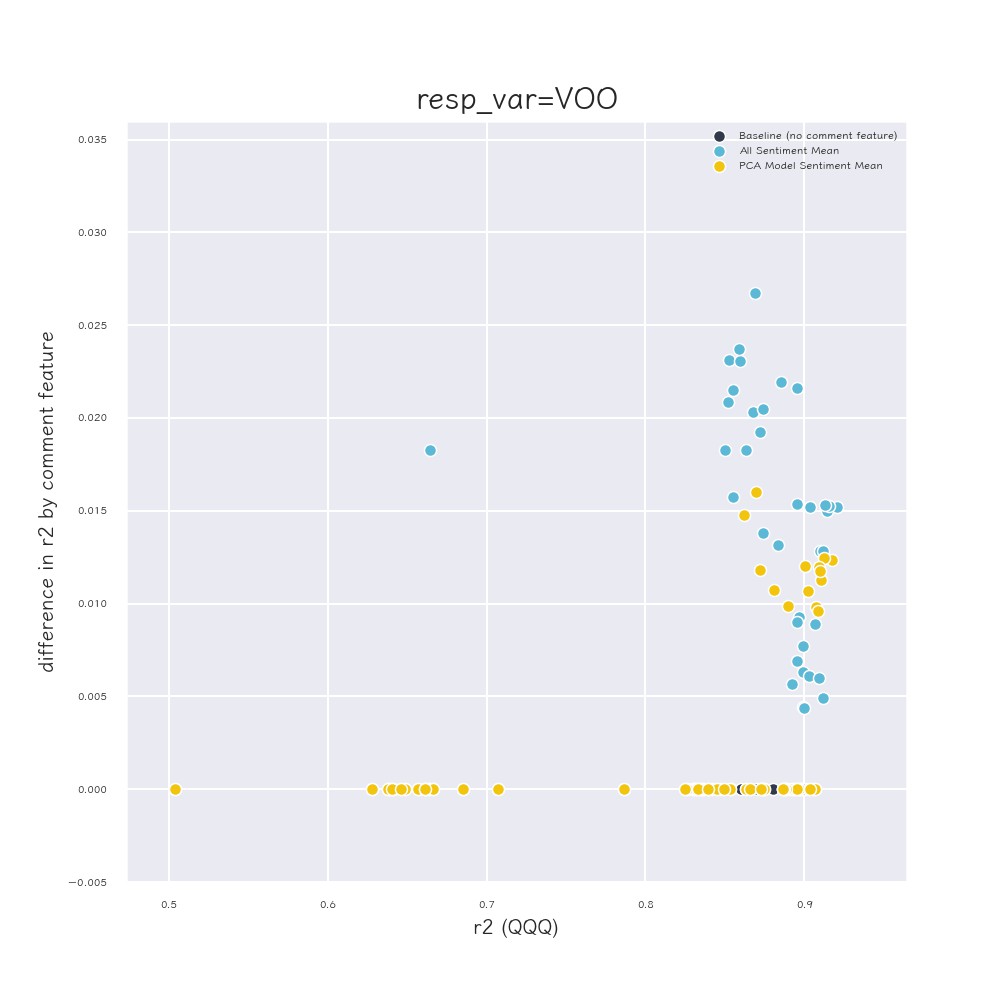 resp_var=VOO
Baseline (no comment feature)
All Sentiment Mean
PCA Model Sentiment Mean
difference in r2 by comment feature
0.035
0.030
0.025
0.020
0.015
0.010
0.005
0.000
−0.005
0.5
0.6
0.7
0.8
0.9
r2 (QQQ)